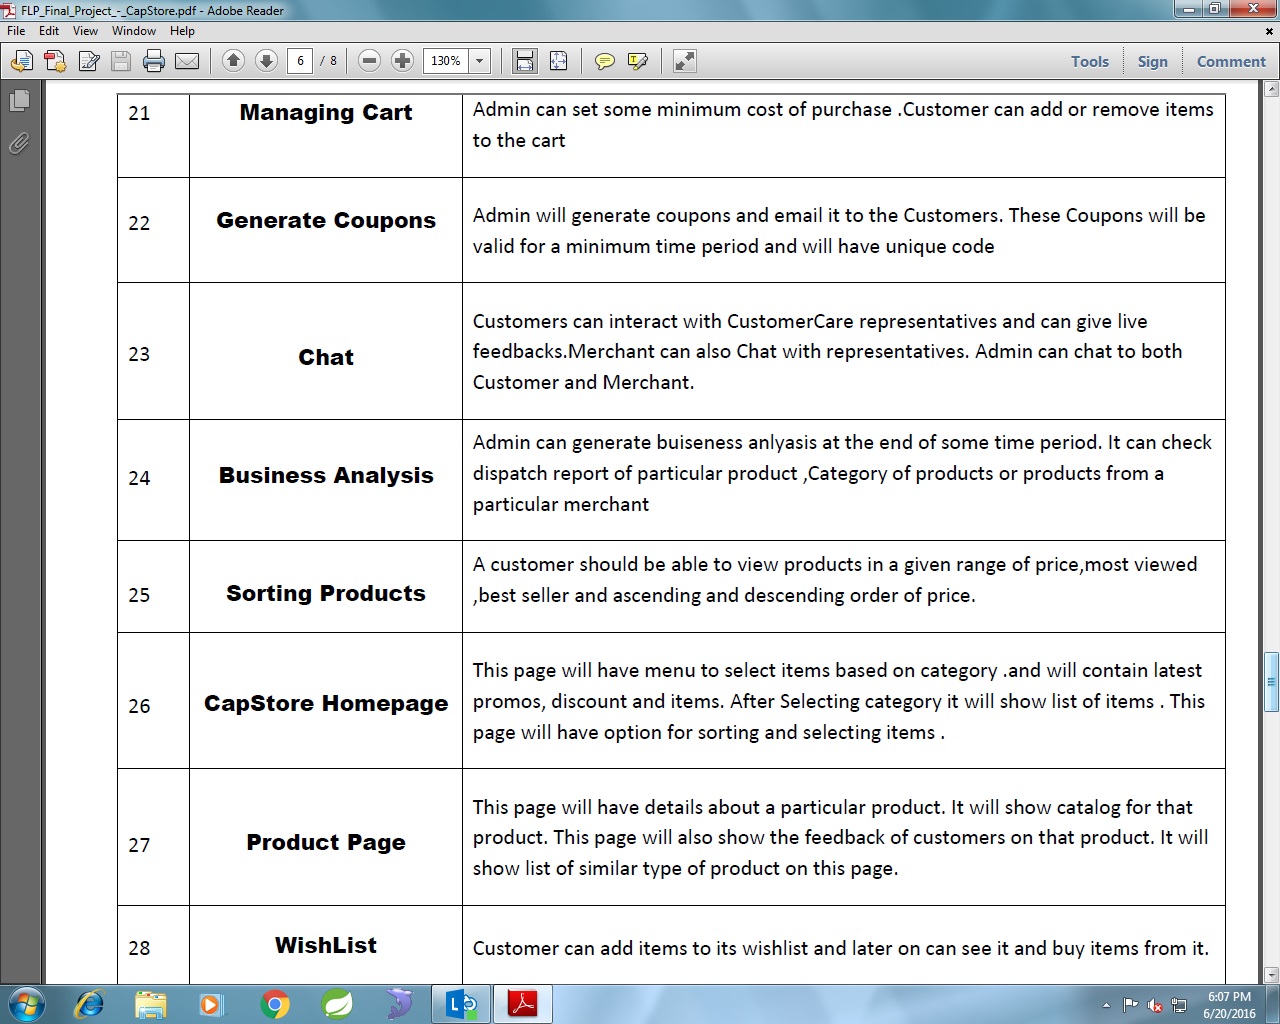 FLP_Final_Project_-_CapStore.pdf - Adobe Reader
File Edit View Window Help
6 / 8 130% Tools Sign Comment
21 Managing Cart Admin can set some minimum cost of purchase .Customer can add or remove items
to the cart
22 Generate Coupons Admin will generate coupons and email it to the Customers. These Coupons will be
valid for a minimum time period and will have unique code
Customers can interact with CustomerCare representatives and can give live
23 Chat feedbacks.Merchant can also Chat with representatives. Admin can chat to both
Customer and Merchant.
Admin can generate buiseness anlyasis at the end of some time period. It can check
24 Business Analysis dispatch report of particular product ,Category of products or products from a
particular merchant
A customer should be able to view products in a given range of price,most viewed
25 Sorting Products ,best seller and ascending and descending order of price.
This page will have menu to select items based on category .and will contain latest
26 CapStore Homepage promos, discount and items. After Selecting category it will show list of items . This
page will have option for sorting and selecting items .
This page will have details about a particular product. It will show catalog for that
27 Product Page product. This page will also show the feedback of customers on that product. It will
show list of similar type of product on this page.
28 WishList Customer can add items to its wishlist and later on can see it and buy items from it.
6:07 PM
6/20/2016